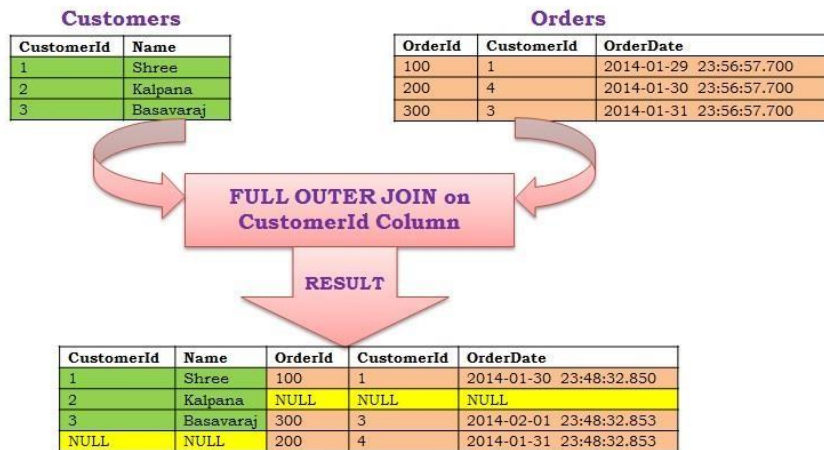 Customers
CustomerId Name
1 Shree
2 Kalpana
3 Basavaraj
Orders
OrderId CustomerId OrderDate
100 1 2014-01-29 23:56:57.700
200 4 2014-01-30 23:56:57.700
300 3 2014-01-31 23:56:57.700
FULL OUTER JOIN on
CustomerId Column
RESULT
CustomerId Name OrderId CustomerId OrderDate
1 Shree 100 1 2014-01-30 23:48:32.850
2 Kalpana NULL NULL NULL
3 Basavaraj 300 3 2014-02-01 23:48:32.853
NULL NULL 200 4 2014-01-31 23:48:32.853